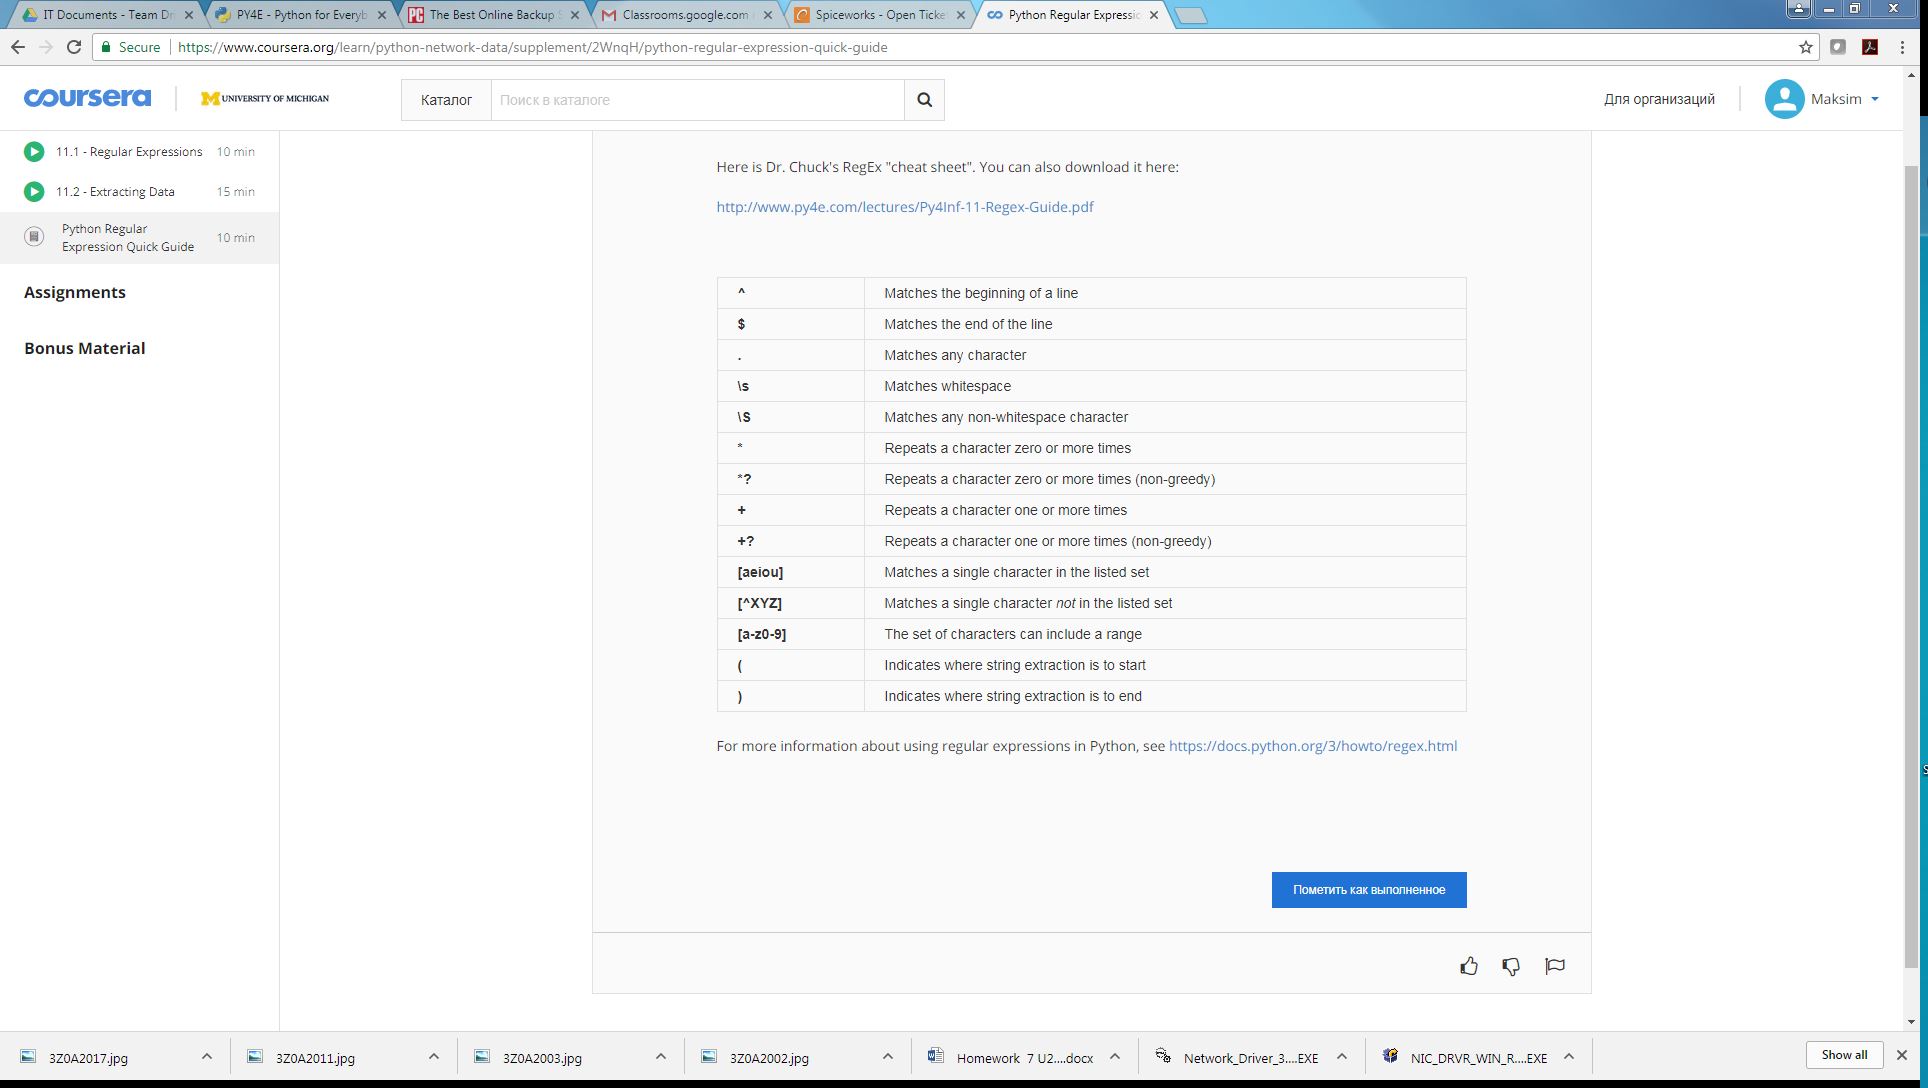 IT Documents - Team Dr
PY4E - Python for Everyb
PC The Best Online Backup S
Classrooms.google.com
Spiceworks - Open Ticke
Python Regular Expressio
Secure https://www.coursera.org/learn/python-network-data/supplement/2WnqH/python-regular-expression-quick-guide
coursera M UNIVERSITY OF MICHIGAN Каталог Поиск в каталоге Для организаций Maksim
11.1 - Regular Expressions 10 min
11.2 - Extracting Data 15 min
Python Regular
Expression Quick Guide 10 min
Assignments
Bonus Material
Here is Dr. Chuck's RegEx "cheat sheet". You can also download it here:
http://www.py4e.com/lectures/Py4Inf-11-Regex-Guide.pdf
^ Matches the beginning of a line
$ Matches the end of the line
. Matches any character
\s Matches whitespace
\S Matches any non-whitespace character
* Repeats a character zero or more times
*? Repeats a character zero or more times (non-greedy)
+ Repeats a character one or more times
+? Repeats a character one or more times (non-greedy)
[aeiou] Matches a single character in the listed set
[^XYZ] Matches a single character not in the listed set
[a-z0-9] The set of characters can include a range
( Indicates where string extraction is to start
) Indicates where string extraction is to end
For more information about using regular expressions in Python, see https://docs.python.org/3/howto/regex.html
Пометить как выполненное
3Z0A2017.jpg
3Z0A2011.jpg
3Z0A2003.jpg
3Z0A2002.jpg
Homework 7 U2....docx
Network_Driver_3....EXE
NIC_DRVR_WIN_R....EXE
Show all